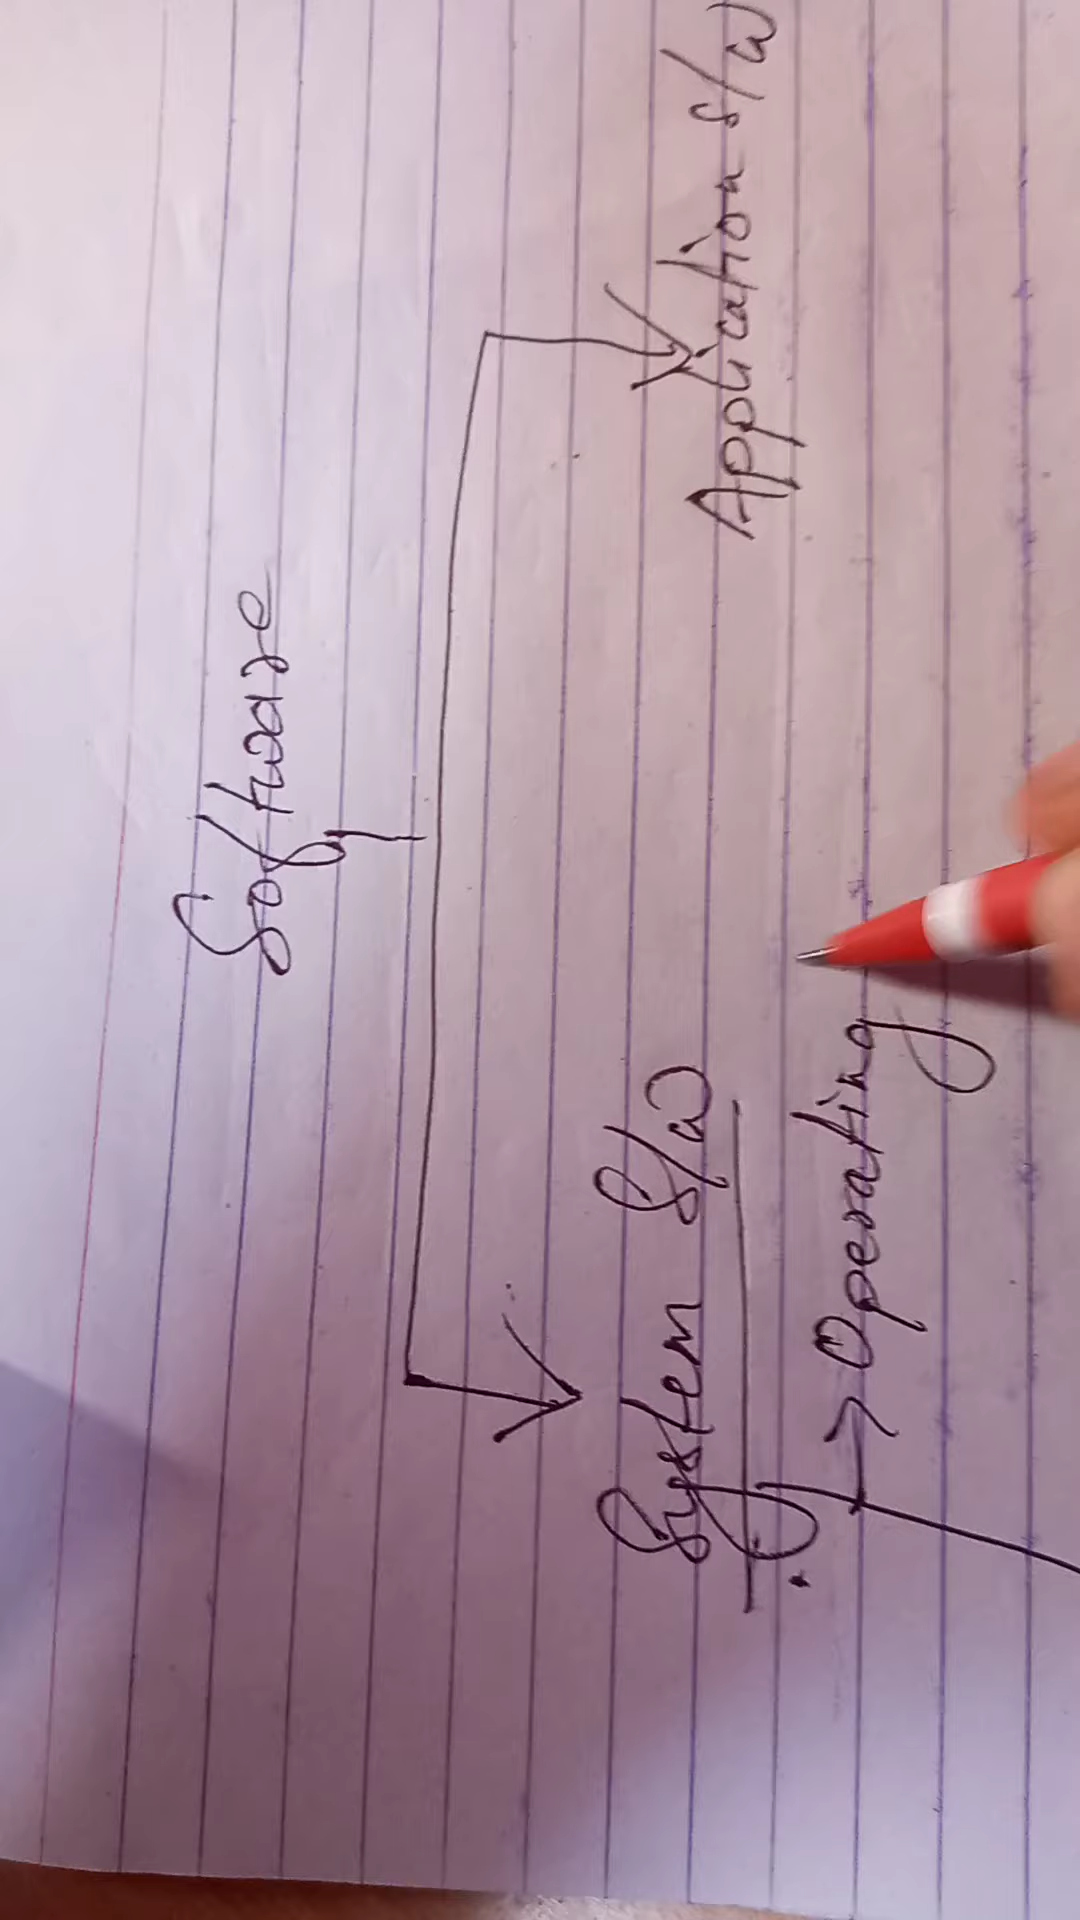 Software
System S/W
Application S/W
→ Operating